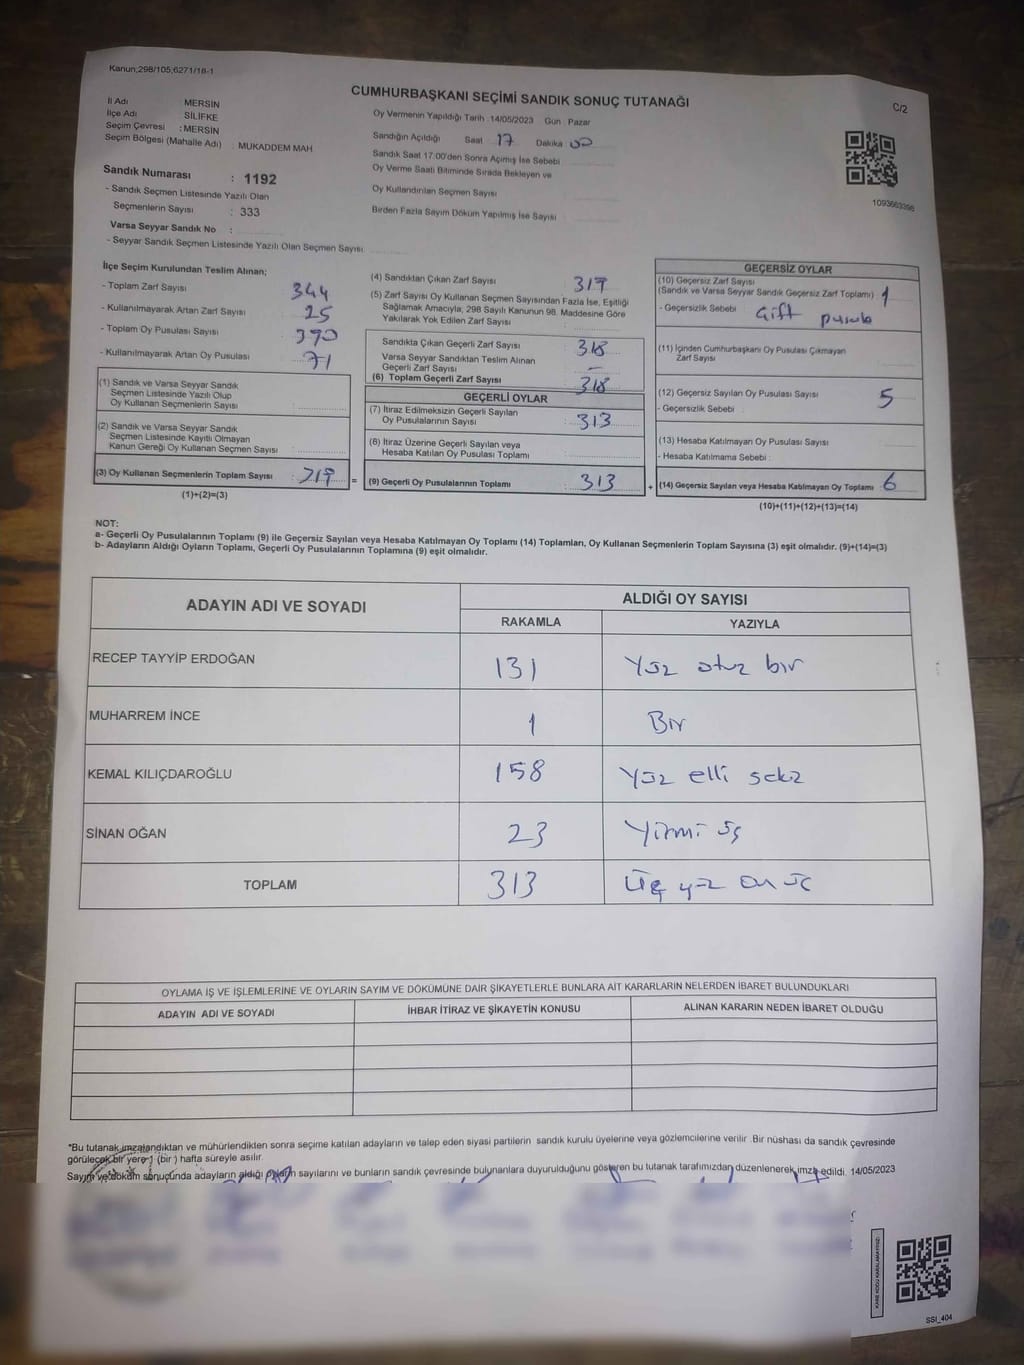 Kanun;298/105;6271/18-1
CUMHURBAŞKANI SEÇİMİ SANDIK SONUÇ TUTANAĞI
C/2
İl Adı MERSİN
İlçe Adı SİLİFKE
Seçim Çevresi : MERSİN
Seçim Bölgesi (Mahalle Adı) : MUKADDEM MAH
Oy Vermenin Yapıldığı Tarih :14/05/2023 Gün : Pazar
Sandığın Açıldığı Saat 17 Dakika 00
Sandık Saat 17:00'den Sonra Açımış İse Sebebi
Oy Verme Saati Bitiminde Sırada Bekleyen ve
Oy Kullandırılan Seçmen Sayısı
Birden Fazla Sayım Döküm Yapılmış İse Sayısı
1093663398
Sandık Numarası : 1192
- Sandık Seçmen Listesinde Yazılı Olan
Seçmenlerin Sayısı : 333
Varsa Seyyar Sandık No :
- Seyyar Sandık Seçmen Listesinde Yazılı Olan Seçmen Sayısı
İlçe Seçim Kurulundan Teslim Alınan;
- Toplam Zarf Sayısı 344
- Kullanılmayarak Artan Zarf Sayısı 25
- Toplam Oy Pusulası Sayısı 390
- Kullanılmayarak Artan Oy Pusulası 71
(1) Sandık ve Varsa Seyyar Sandık
Seçmen Listesinde Yazılı Olup
Oy Kullanan Seçmenlerin Sayısı :
(2) Sandık ve Varsa Seyyar Sandık
Seçmen Listesinde Kayıtlı Olmayan
Kanun Gereği Oy Kullanan Seçmen Sayısı :
(3) Oy Kullanan Seçmenlerin Toplam Sayısı :
(1)+(2)=(3)
(4) Sandıktan Çıkan Zarf Sayısı
(5) Zarf Sayısı Oy Kullanan Seçmen Sayısından Fazla İse, Eşitliği
Sağlamak Amacıyla, 298 Sayılı Kanunun 98. Maddesine Göre
Yakılarak Yok Edilen Zarf Sayısı :
Sandıkta Çıkan Geçerli Zarf Sayısı 318
Varsa Seyyar Sandıktan Teslim Alınan
Geçerli Zarf Sayısı : –
(6) Toplam Geçerli Zarf Sayısı 318
GEÇERLİ OYLAR
(7) İtiraz Edilmeksizin Geçerli Sayılan
Oy Pusulalarının Sayısı : 313
(8) İtiraz Üzerine Geçerli Sayılan veya
Hesaba Katılan Oy Pusulası Toplamı :
= (9) Geçerli Oy Pusulalarının Toplamı : 313
GEÇERSİZ OYLAR
(10) Geçersiz Zarf Sayısı
(Sandık ve Varsa Seyyar Sandık Geçersiz Zarf Toplamı) : 1
- Geçersizlik Sebebi : Çift pusula
(11) İçinden Cumhurbaşkanı Oy Pusulası Çıkmayan
Zarf Sayısı
(12) Geçersiz Sayılan Oy Pusulası Sayısı : 5
- Geçersizlik Sebebi :
(13) Hesaba Katılmayan Oy Pusulası Sayısı :
- Hesaba Katılmama Sebebi :
+ (14) Geçersiz Sayılan veya Hesaba Katılmayan Oy Toplamı : 6
(10)+(11)+(12)+(13)=(14)
NOT:
a- Geçerli Oy Pusulalarının Toplamı (9) ile Geçersiz Sayılan veya Hesaba Katılmayan Oy Toplamı (14) Toplamları, Oy Kullanan Seçmenlerin Toplam Sayısına (3) eşit olmalıdır. (9)+(14)=(3)
b- Adayların Aldığı Oyların Toplamı, Geçerli Oy Pusulalarının Toplamına (9) eşit olmalıdır.
ADAYIN ADI VE SOYADI
ALDIĞI OY SAYISI
RAKAMLA YAZIYLA
RECEP TAYYİP ERDOĞAN 131 Yüz otuz bir
MUHARREM İNCE 1 Bir
KEMAL KILIÇDAROĞLU 158 Yüz elli sekiz
SİNAN OĞAN 23 Yirmi üç
TOPLAM 313 Üç yüz on üç
OYLAMA İŞ VE İŞLEMLERİNE VE OYLARIN SAYIM VE DÖKÜMÜNE DAİR ŞİKAYETLERLE BUNLARA AİT KARARLARIN NELERDEN İBARET BULUNDUKLARI
ADAYIN ADI VE SOYADI İHBAR İTİRAZ VE ŞİKAYETİN KONUSU ALINAN KARARIN NEDEN İBARET OLDUĞU
*Bu tutanak imzalandıktan ve mühürlendikten sonra seçime katılan adayların ve talep eden siyasi partilerin sandık kurulu üyelerine veya gözlemcilerine verilir. Bir nüshası da sandık çevresinde
görülecek bir yere 1 (bir ) hafta süreyle asılır.
Sayım ve döküm sonucunda adayların aldığı oyların sayılarını ve bunların sandık çevresinde bulunanlara duyurulduğunu gösteren bu tutanak tarafımızdan düzenlenerek imza edildi. 14/05/2023
SSI_404